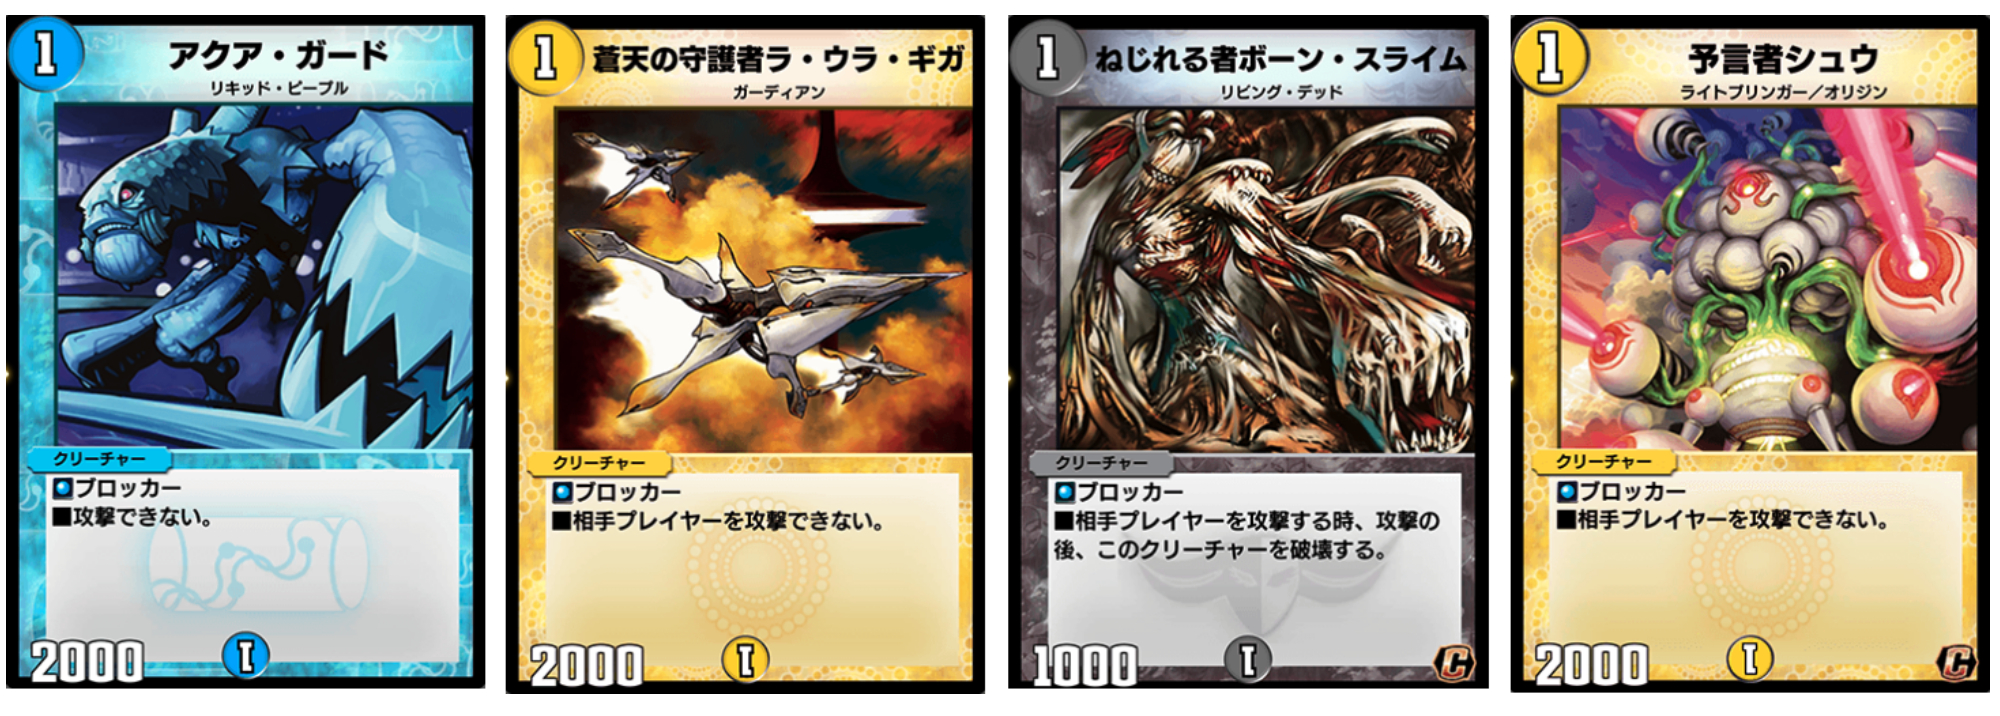 1
アクア・ガード
リキッド・ピープル
クリーチャー
ブロッカー
■攻撃できない。
2000
1
1
蒼天の守護者ラ・ウラ・ギガ
ガーディアン
クリーチャー
ブロッカー
■相手プレイヤーを攻撃できない。
2000
1
1
ねじれる者ボーン・スライム
リビング・デッド
クリーチャー
ブロッカー
■相手プレイヤーを攻撃する時、攻撃の
後、このクリーチャーを破壊する。
1000
1
C
1
予言者シュウ
ライトブリンガー／オリジン
クリーチャー
ブロッカー
■相手プレイヤーを攻撃できない。
2000
1
C